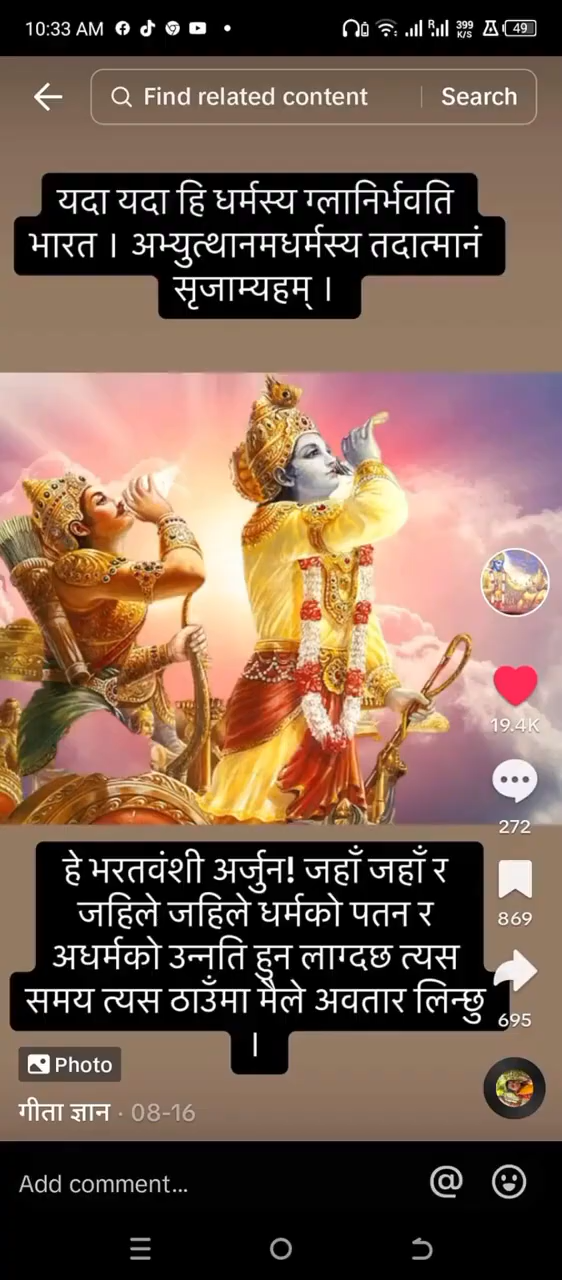 10:33 AM
399
K/S
49
Find related content
Search
यदा यदा हि धर्मस्य ग्लानिर्भवति
भारत । अभ्युत्थानमधर्मस्य तदात्मानं
सृजाम्यहम् ।
19.4K
272
869
695
हे भरतवंशी अर्जुन! जहाँ जहाँ र
जहिले जहिले धर्मको पतन र
अधर्मको उन्नति हुन लाग्दछ त्यस
समय त्यस ठाउँमा मैले अवतार लिन्छु
।
Photo
गीता ज्ञान · 08-16
Add comment...